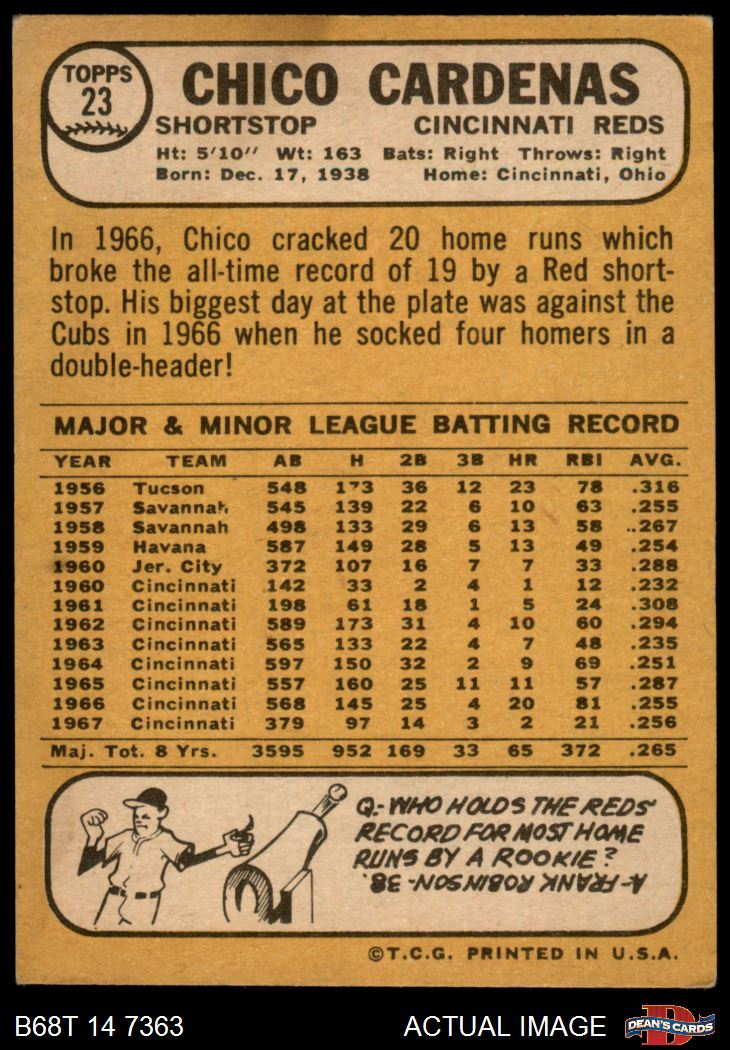 TOPPS
23
CHICO CARDENAS
SHORTSTOP CINCINNATI REDS
Ht: 5'10" Wt: 163 Bats: Right Throws: Right
Born: Dec. 17, 1938 Home: Cincinnati, Ohio
In 1966, Chico cracked 20 home runs which
broke the all-time record of 19 by a Red short-
stop. His biggest day at the plate was against the
Cubs in 1966 when he socked four homers in a
double-header!
MAJOR & MINOR LEAGUE BATTING RECORD
YEAR TEAM AB H 2B 3B HR RBI AVG.
1956 Tucson 548 173 36 12 23 78 .316
1957 Savannah 545 139 22 6 10 63 .255
1958 Savannah 498 133 29 6 13 58 .267
1959 Havana 587 149 28 5 13 49 .254
1960 Jer. City 372 107 16 7 7 33 .288
1960 Cincinnati 142 33 2 4 1 12 .232
1961 Cincinnati 198 61 18 1 5 24 .308
1962 Cincinnati 589 173 31 4 10 60 .294
1963 Cincinnati 565 133 22 4 7 48 .235
1964 Cincinnati 597 150 32 2 9 69 .251
1965 Cincinnati 557 160 25 11 11 57 .287
1966 Cincinnati 568 145 25 4 20 81 .255
1967 Cincinnati 379 97 14 3 2 21 .256
Maj. Tot. 8 Yrs. 3595 952 169 33 65 372 .265
Q.- WHO HOLDS THE REDS'
RECORD FOR MOST HOME
RUNS BY A ROOKIE?
A-FRANK ROBINSON-38.
©T.C.G. PRINTED IN U.S.A.
B68T 14 7363 ACTUAL IMAGE
D
DEAN'S CARDS